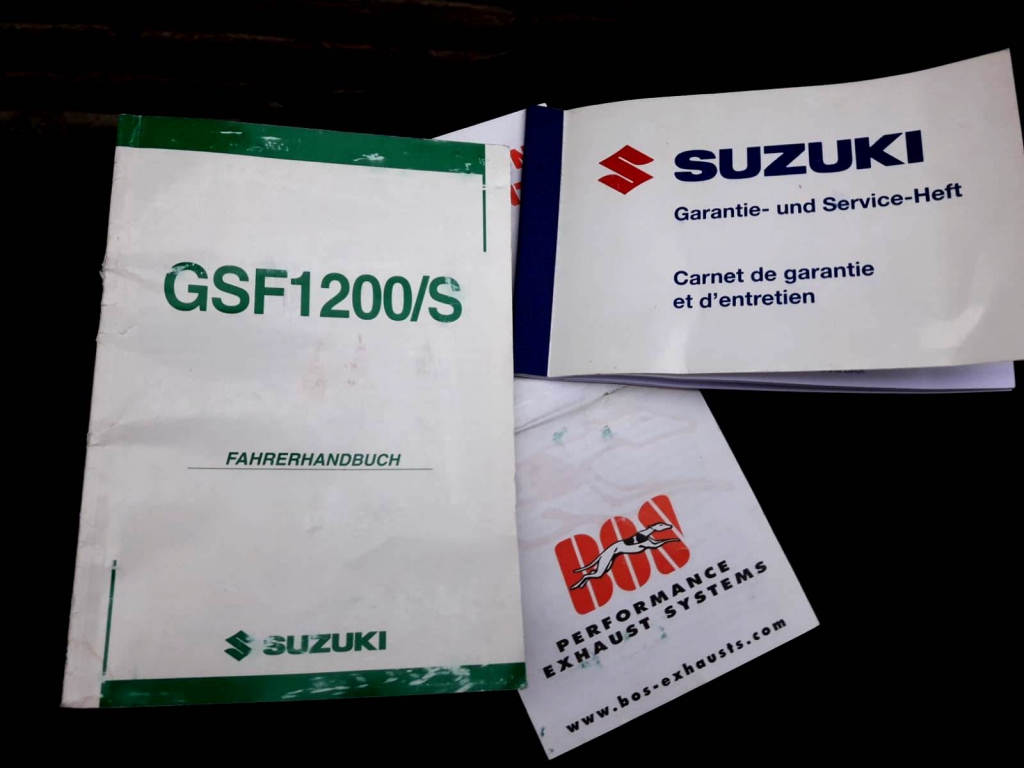 GSF1200/S
FAHRERHANDBUCH
SUZUKI
SUZUKI
Garantie- und Service-Heft
Carnet de garantie
et d'entretien
BOS
PERFORMANCE
EXHAUST SYSTEMS
www.bos-exhausts.com